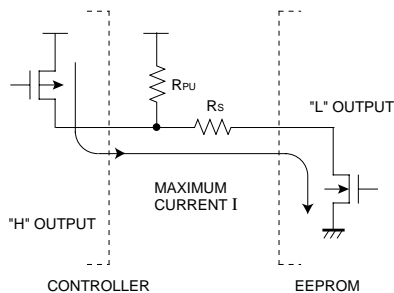 RPU
RS
"L" OUTPUT
MAXIMUM
CURRENT I
"H" OUTPUT
CONTROLLER
EEPROM